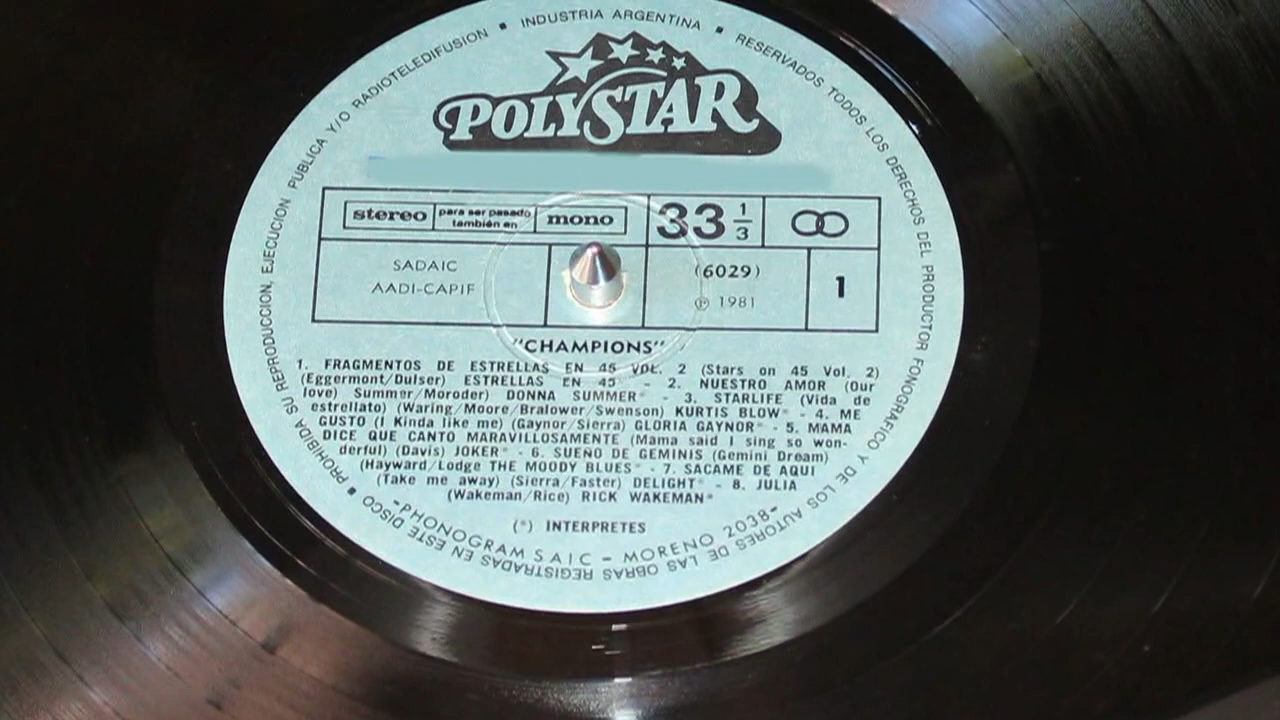 PROHIBIDA SU REPRODUCCION, EJECUCION PUBLICA Y/O RADIOTELEDIFUSION ■ INDUSTRIA ARGENTINA ■ RESERVADOS TODOS LOS DERECHOS DEL PRODUCTOR FONOGRAFICO Y DE LOS AUTORES DE LAS OBRAS REGISTRADAS EN ESTE DISCO ■
POLYSTAR
stereo para ser pasado también en mono 33 1/3
SADAIC
AADI-CAPIF
(6029)
℗ 1981
1
"CHAMPIONS"
1. FRAGMENTOS DE ESTRELLAS EN 45 VOL. 2 (Stars on 45 Vol. 2)
(Eggermont/Duiser) ESTRELLAS EN 45 - 2. NUESTRO AMOR (Our
love) Summer/Moroder) DONNA SUMMER* - 3. STARLIFE (Vida de
estrellato) (Waring/Moore/Bralower/Swenson) KURTIS BLOW* - 4. ME
GUSTO (I Kinda like me) (Gaynor/Sierra) GLORIA GAYNOR* - 5. MAMA
DICE QUE CANTO MARAVILLOSAMENTE (Mama said I sing so won-
derful) (Davis) JOKER* - 6. SUEÑO DE GEMINIS (Gemini Dream)
(Hayward/Lodge THE MOODY BLUES* - 7. SACAME DE AQUI
(Take me away) (Sierra/Faster) DELIGHT* - 8. JULIA
(Wakeman/Rice) RICK WAKEMAN*
(*) INTERPRETES
-PHONOGRAM S A I C - MORENO 2038-